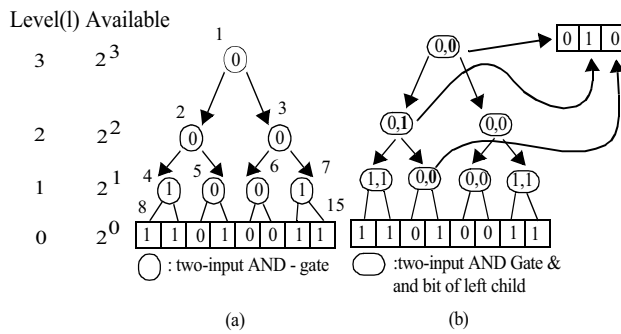 Level(l) Available
3 2^3
2 2^2
1 2^1
0 2^0
1
0
2 3
0 0
4 5 6 7
1 0 0 1
8 15
1 1 0 1 0 0 1 1
: two-input AND - gate
(a)
0,0
0 1 0
0,1 0,0
1,1 0,0 0,0 1,1
1 1 0 1 0 0 1 1
:two-input AND Gate &
and bit of left child
(b)